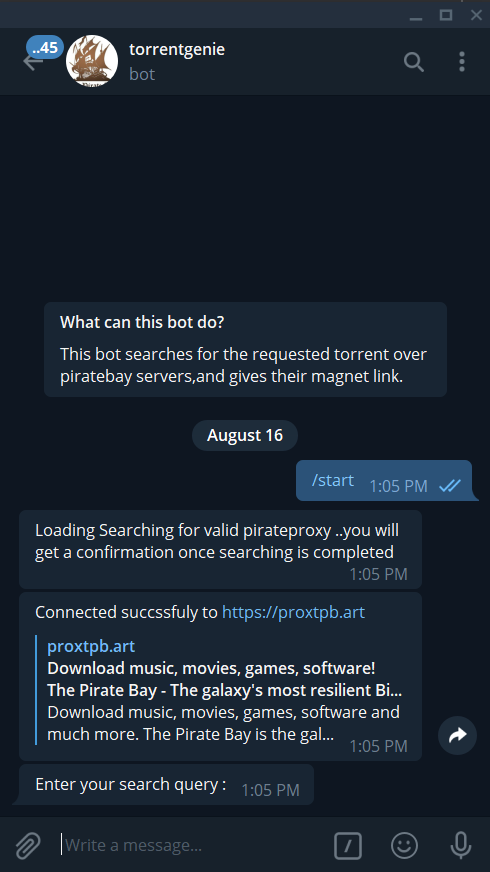 ..45
torrentgenie
bot
What can this bot do?
This bot searches for the requested torrent over
piratebay servers,and gives their magnet link.
August 16
/start 1:05 PM
Loading Searching for valid pirateproxy ..you will
get a confirmation once searching is completed
1:05 PM
Connected succssfuly to https://proxtpb.art
proxtpb.art
Download music, movies, games, software!
The Pirate Bay - The galaxy's most resilient Bi...
Download music, movies, games, software and
much more. The Pirate Bay is the gal...
1:05 PM
Enter your search query : 1:05 PM
Write a message...